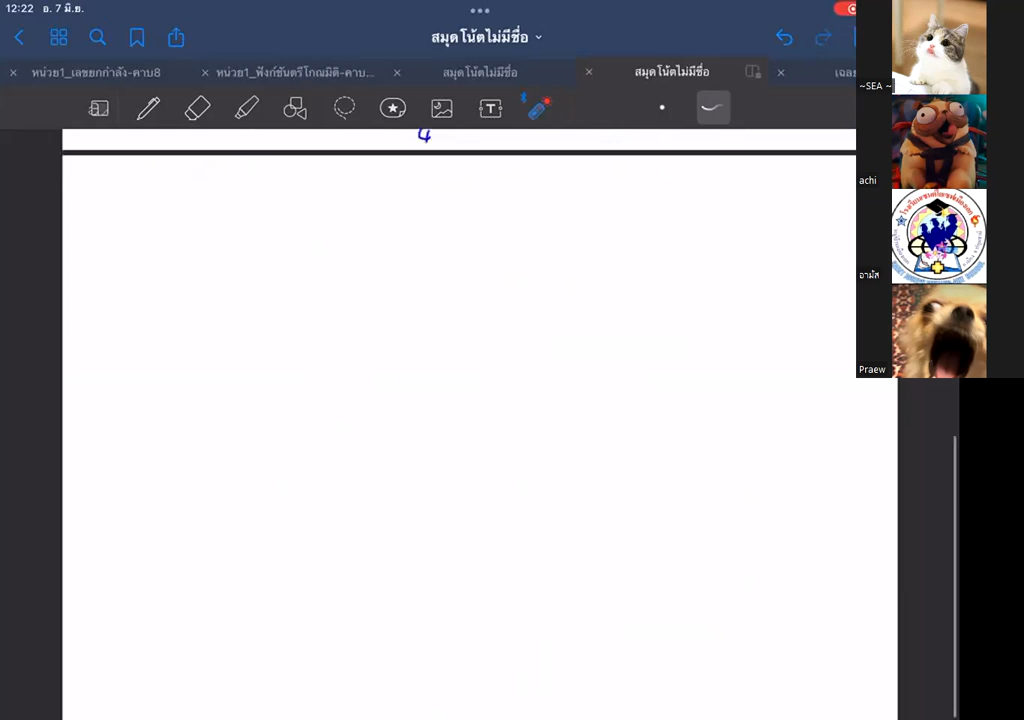 12:22 อ. 7 มิ.ย.
สมุดโน้ตไม่มีชื่อ
หน่วย1_เลขยกกำลัง-คาบ8
หน่วย1_ฟังก์ชันตรีโกณมิติ-คาบ...
สมุดโน้ตไม่มีชื่อ
สมุดโน้ตไม่มีชื่อ
เฉลย
T
4
~SEA ~
achi
อามัส
Praew